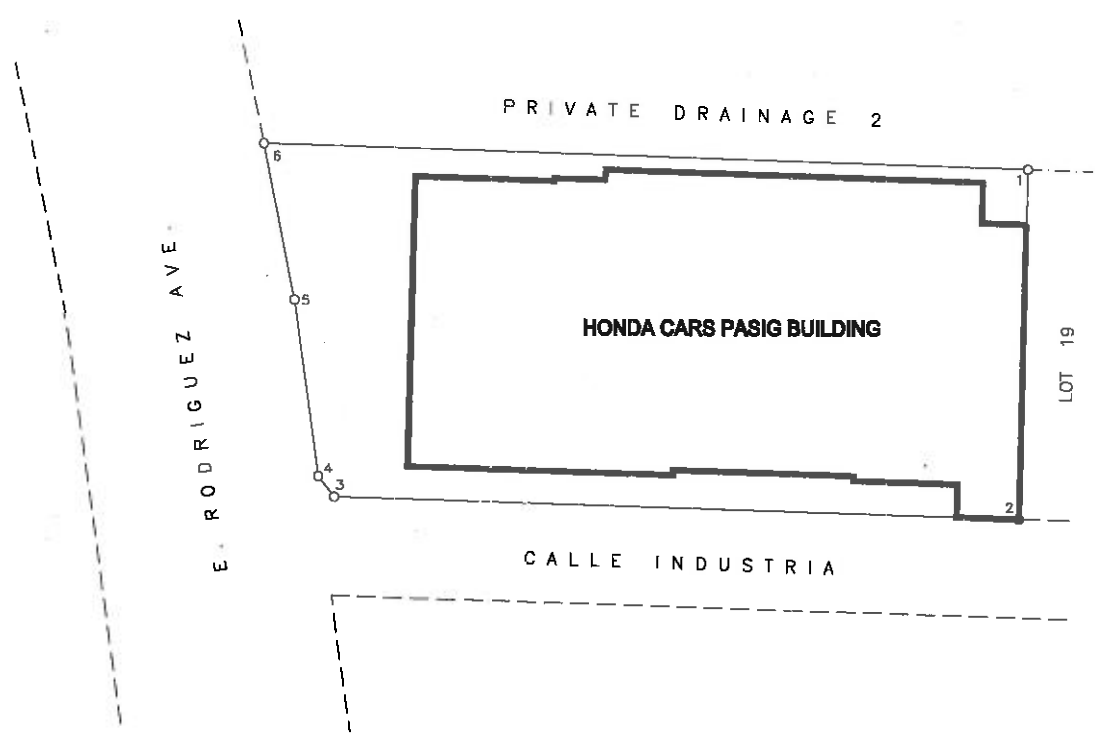 PRIVATE DRAINAGE 2
6
1
E. RODRIGUEZ AVE.
5
HONDA CARS PASIG BUILDING
LOT 19
4
3
2
CALLE INDUSTRIA